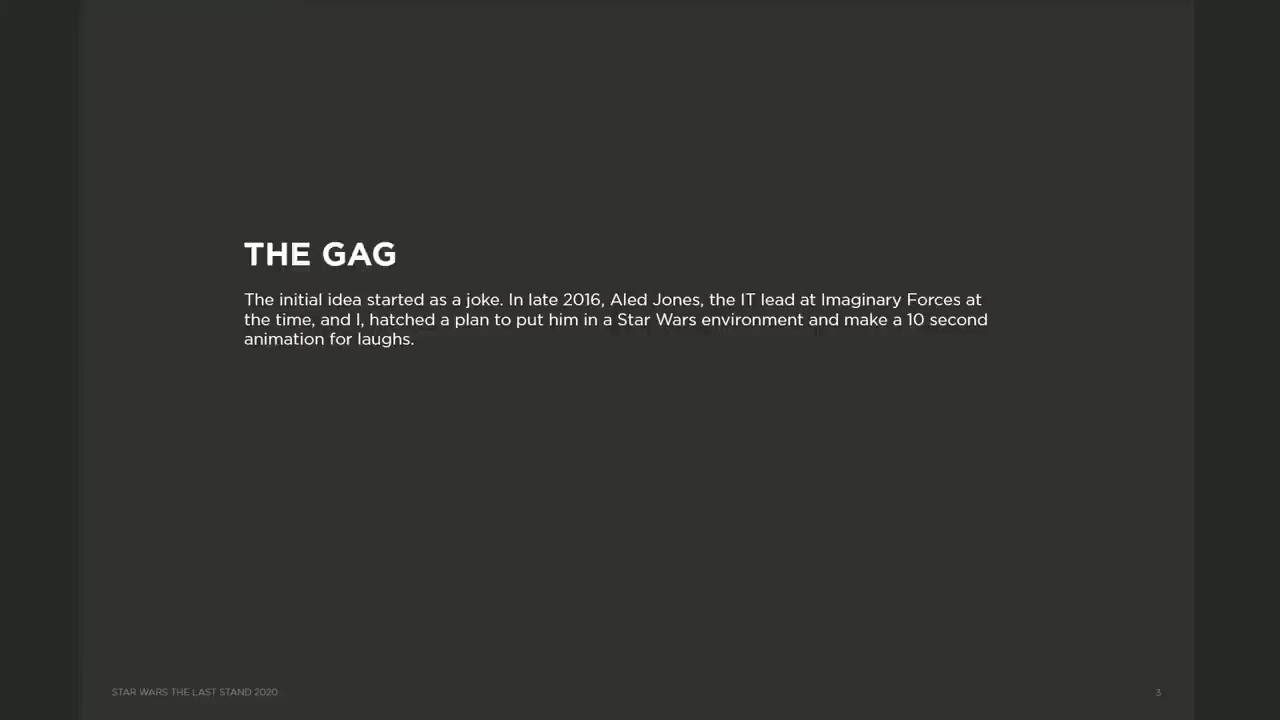 THE GAG
The initial idea started as a joke. In late 2016, Aled Jones, the IT lead at Imaginary Forces at
the time, and I, hatched a plan to put him in a Star Wars environment and make a 10 second
animation for laughs.
STAR WARS THE LAST STAND 2020
3